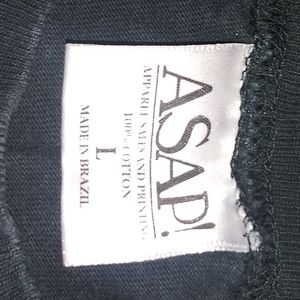 ASAP!
APPAREL SALES AND PRINTING
100% COTTON
L
MADE IN BRAZIL